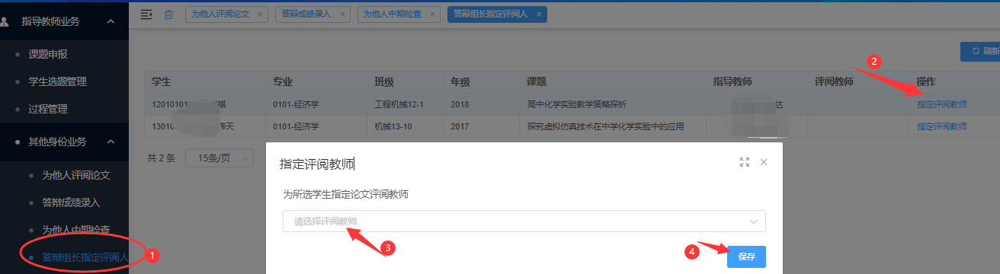 指导教师业务
课题申报
学生选题管理
过程管理
其他身份业务
为他人评阅论文
答辩成绩录入
为他人中期检查
答辩组长指定评阅人
1
为他人评阅论文 ×
答辩成绩录入 ×
为他人中期检查 ×
答辩组长指定评阅人 ×
刷新
2
学生 专业 班级 年级 课题 指导教师 评阅教师 操作
1201010 祺 0101-经济学 工程机械12-1 2018 高中化学实验教学策略探析 达 指定评阅教师
13010 天 0101-经济学 机械13-10 2017 探究虚拟仿真技术在中学化学实验中的应用 指定评阅教师
共 2 条 15条/页
指定评阅教师
为所选学生指定论文评阅教师
请选择评阅教师
3
4
保存